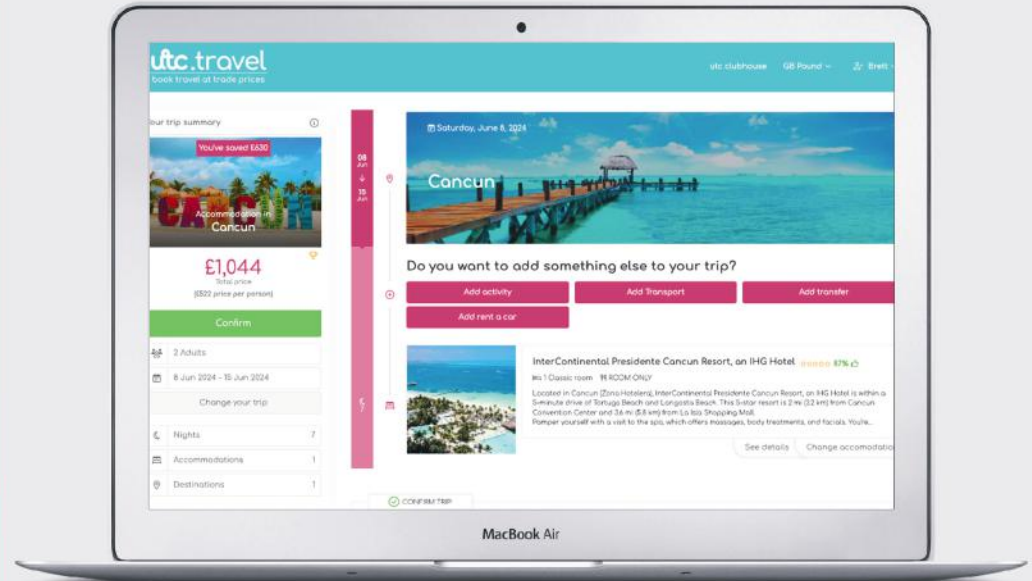 utc.travel
book travel at trade prices
utc clubhouse
GB Pound
Brett
our trip summary
You've saved £630
CANCUN
Accommodation in
Cancun
£1,044
Total price
(£522 price per person)
Confirm
2 Adults
8 Jun 2024 - 15 Jun 2024
Change your trip
Nights 7
Accommodations 1
Destinations 1
08
Jun
15
Jun
7
Saturday, June 8, 2024
Cancun
Do you want to add something else to your trip?
Add activity
Add Transport
Add transfer
Add rent a car
InterContinental Presidente Cancun Resort, an IHG Hotel 97%
1 Classic room ROOM ONLY
Located in Cancun (Zona Hotelera), InterContinental Presidente Cancun Resort, an IHG Hotel is within a
5-minute drive of Tortuga Beach and Langosta Beach. This 5-star resort is 2 mi (3.2 km) from Cancun
Convention Center and 3.6 mi (5.8 km) from La Isla Shopping Mall.
Pamper yourself with a visit to the spa, which offers massages, body treatments, and facials. You're...
See details
Change accomodatio
CONFIRM TRIP
MacBook Air